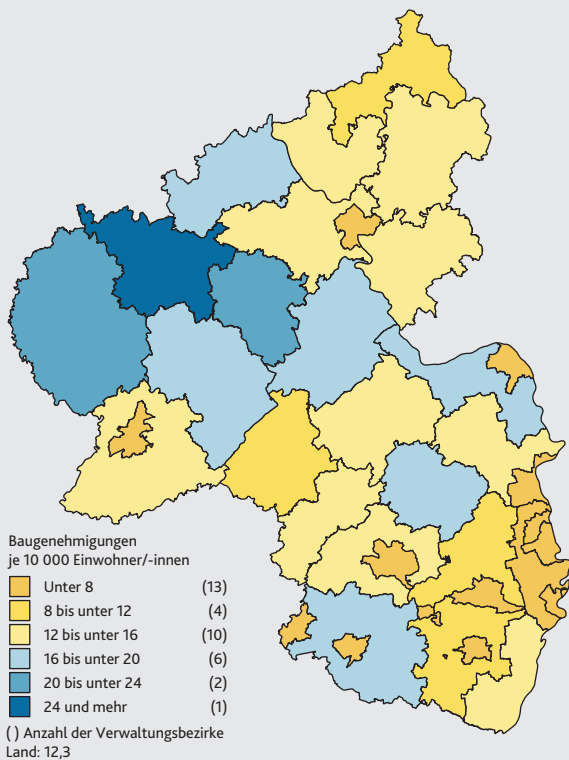 Baugenehmigungen
je 10 000 Einwohner/-innen
Unter 8 (13)
8 bis unter 12 (4)
12 bis unter 16 (10)
16 bis unter 20 (6)
20 bis unter 24 (2)
24 und mehr (1)
( ) Anzahl der Verwaltungsbezirke
Land: 12,3